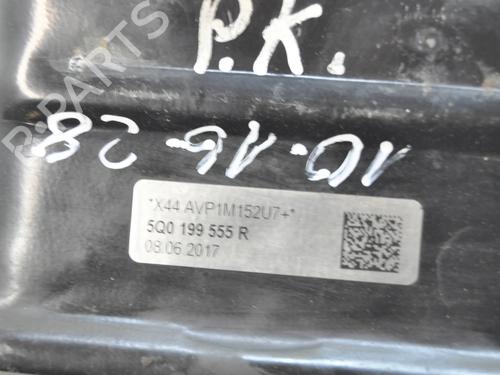 P.K.
10-16-28
*X44 AVP1M152U7+*
5Q0 199 555 R
08.06.2017
R-PARTS